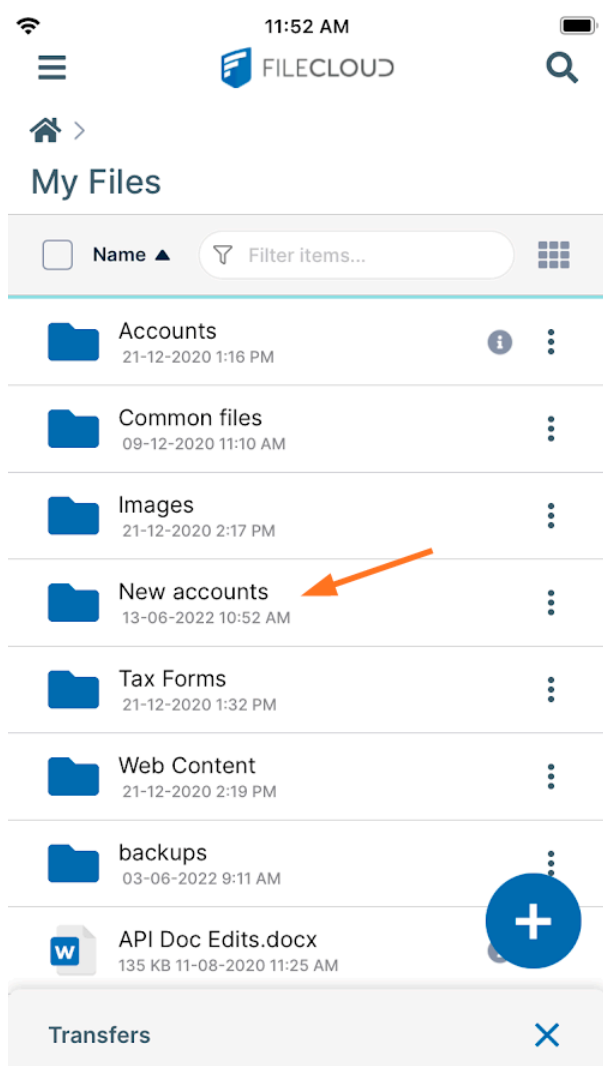 11:52 AM
FILECLOUD
My Files
Name Filter items...
Accounts
21-12-2020 1:16 PM
Common files
09-12-2020 11:10 AM
Images
21-12-2020 2:17 PM
New accounts
13-06-2022 10:52 AM
Tax Forms
21-12-2020 1:32 PM
Web Content
21-12-2020 2:19 PM
backups
03-06-2022 9:11 AM
W
API Doc Edits.docx
135 KB 11-08-2020 11:25 AM
Transfers